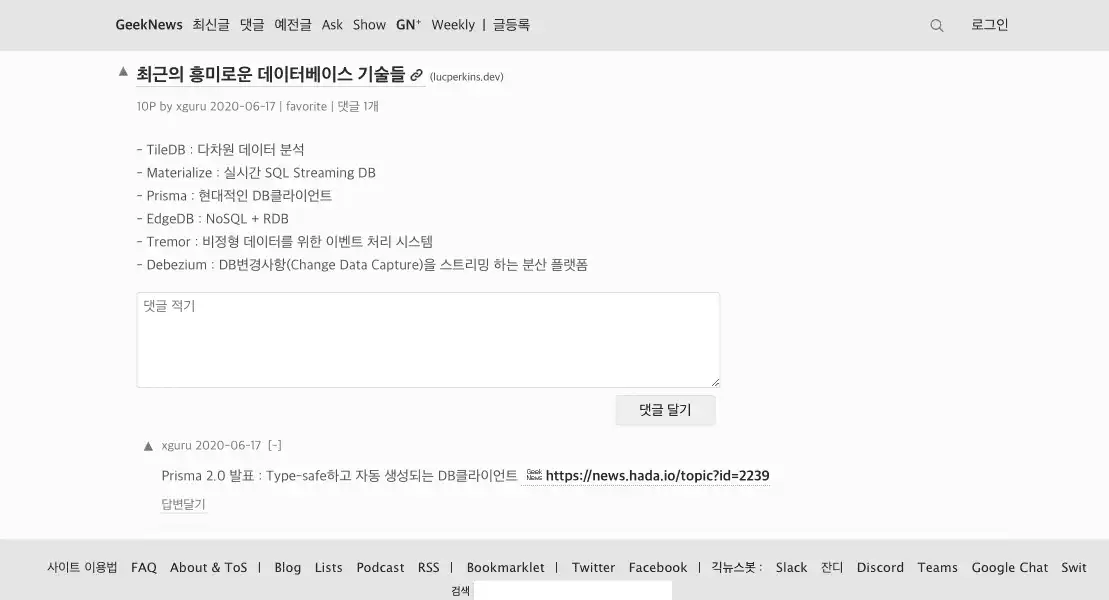 GeekNews 최신글 댓글 예전글 Ask Show GN⁺ Weekly | 글등록 로그인
▲ 최근의 흥미로운 데이터베이스 기술들 (lucperkins.dev)
10P by xguru 2020-06-17 | favorite | 댓글 1개
- TileDB : 다차원 데이터 분석
- Materialize : 실시간 SQL Streaming DB
- Prisma : 현대적인 DB클라이언트
- EdgeDB : NoSQL + RDB
- Tremor : 비정형 데이터를 위한 이벤트 처리 시스템
- Debezium : DB변경사항(Change Data Capture)을 스트리밍 하는 분산 플랫폼
댓글 적기
댓글 달기
▲ xguru 2020-06-17 [-]
Prisma 2.0 발표 : Type-safe하고 자동 생성되는 DB클라이언트 Geek News https://news.hada.io/topic?id=2239
답변달기
사이트 이용법 FAQ About & ToS | Blog Lists Podcast RSS | Bookmarklet | Twitter Facebook | 긱뉴스봇 : Slack 잔디 Discord Teams Google Chat Swit
검색